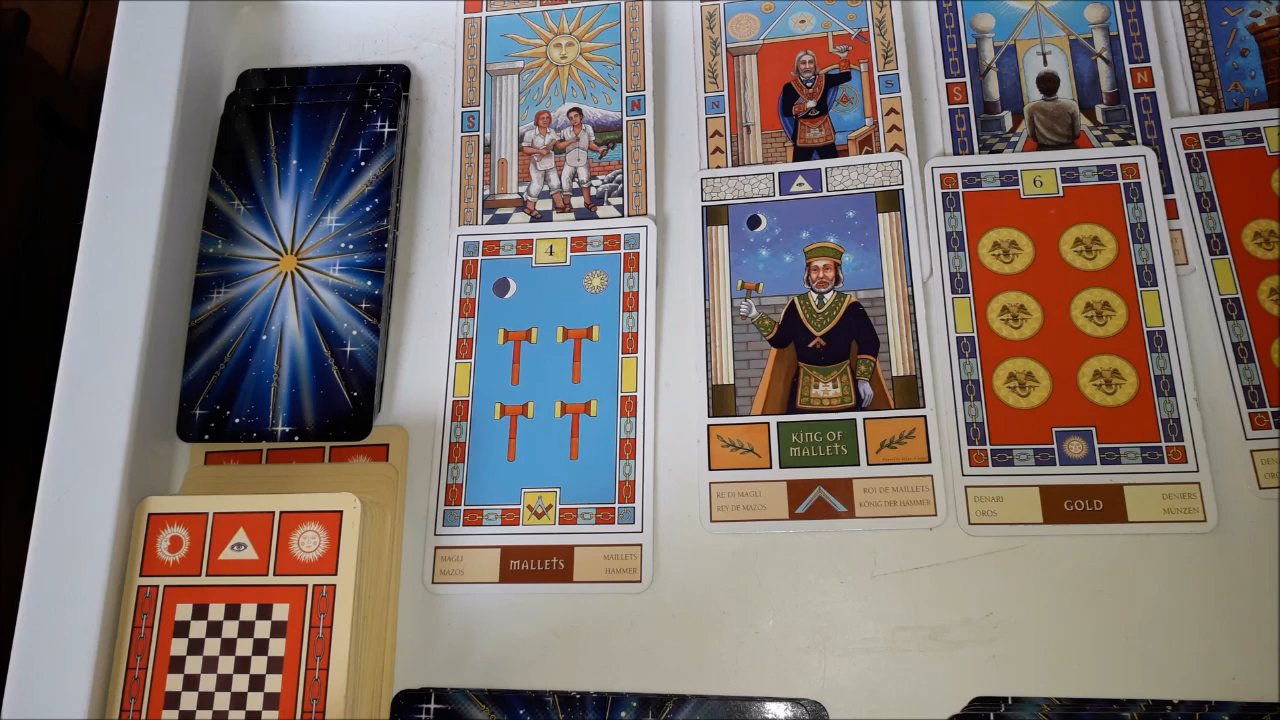 S
N
N
S
S
N
4
MAGLI
MAZOS
MALLETS
MAILLETS
HAMMER
KING OF
MALLETS
RE DI MAGLI
REY DE MAZOS
ROI DE MAILLETS
KÖNIG DER HAMMER
6
DENARI
OROS
GOLD
DENIERS
MUNZEN